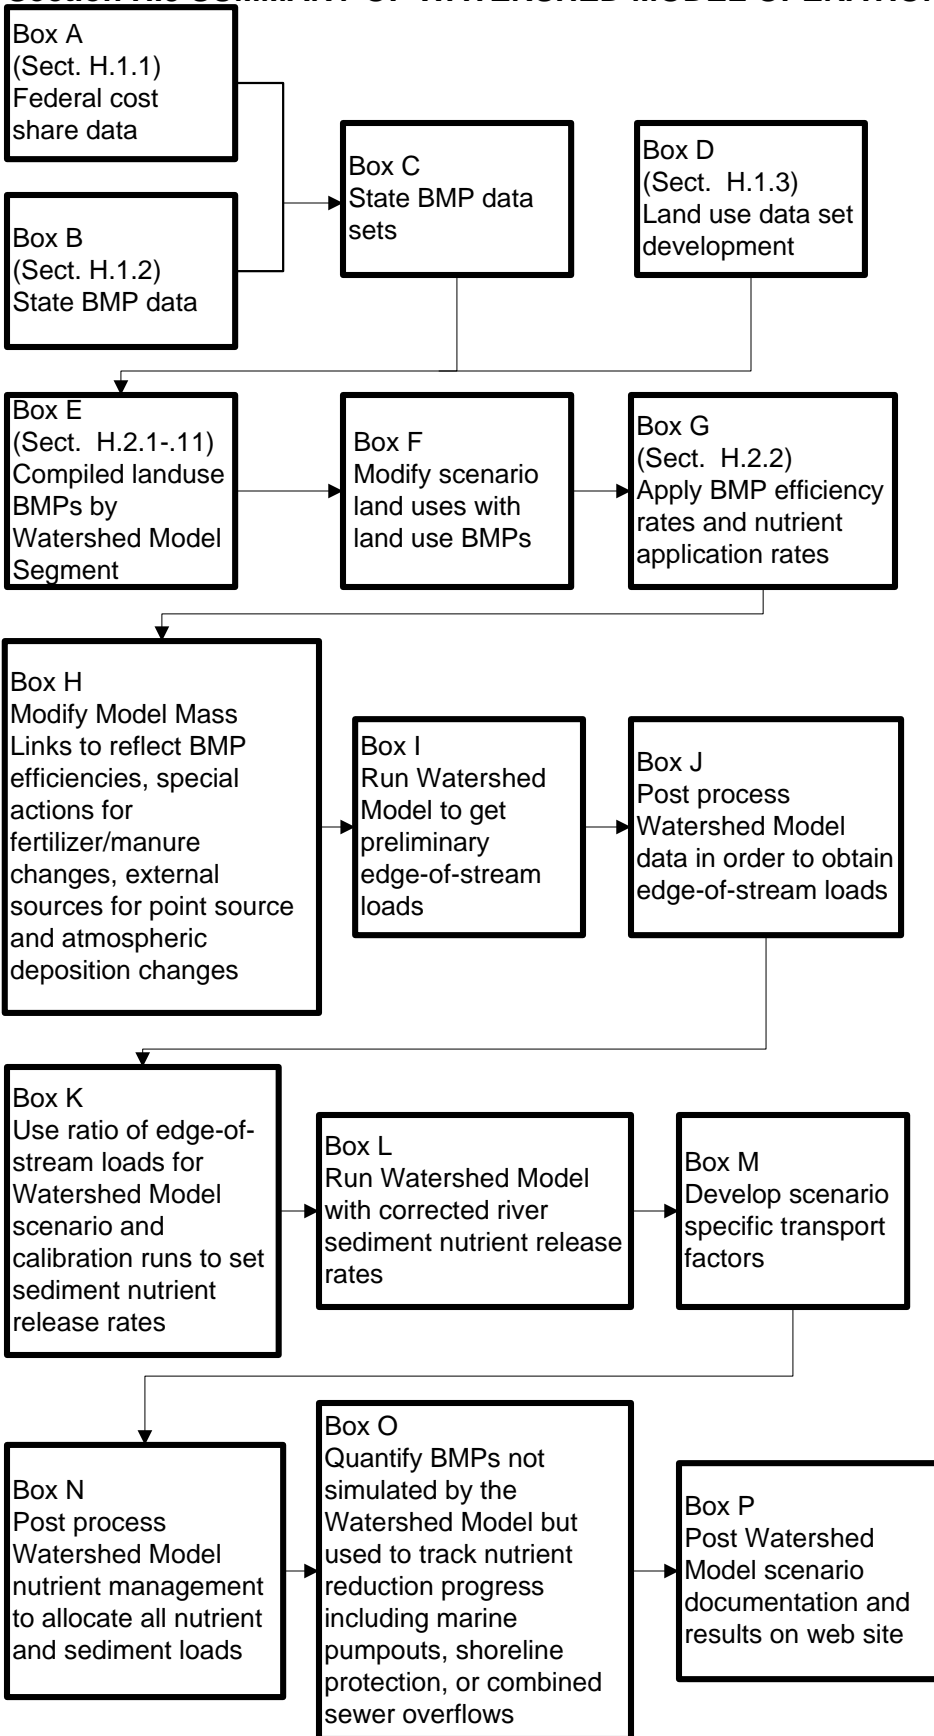 Box A
(Sect. H.1.1)
Federal cost
share data
Box B
(Sect. H.1.2)
State BMP data
Box C
State BMP data
sets
Box D
(Sect. H.1.3)
Land use data set
development
Box E
(Sect. H.2.1-.11)
Compiled landuse
BMPs by
Watershed Model
Segment
Box F
Modify scenario
land uses with
land use BMPs
Box G
(Sect. H.2.2)
Apply BMP efficiency
rates and nutrient
application rates
Box H
Modify Model Mass
Links to reflect BMP
efficiencies, special
actions for
fertilizer/manure
changes, external
sources for point source
and atmospheric
deposition changes
Box I
Run Watershed
Model to get
preliminary
edge-of-stream
loads
Box J
Post process
Watershed Model
data in order to obtain
edge-of-stream loads
Box K
Use ratio of edge-of-
stream loads for
Watershed Model
scenario and
calibration runs to set
sediment nutrient
release rates
Box L
Run Watershed Model
with corrected river
sediment nutrient release
rates
Box M
Develop scenario
specific transport
factors
Box N
Post process
Watershed Model
nutrient management
to allocate all nutrient
and sediment loads
Box O
Quantify BMPs not
simulated by the
Watershed Model but
used to track nutrient
reduction progress
including marine
pumpouts, shoreline
protection, or combined
sewer overflows
Box P
Post Watershed
Model scenario
documentation and
results on web site